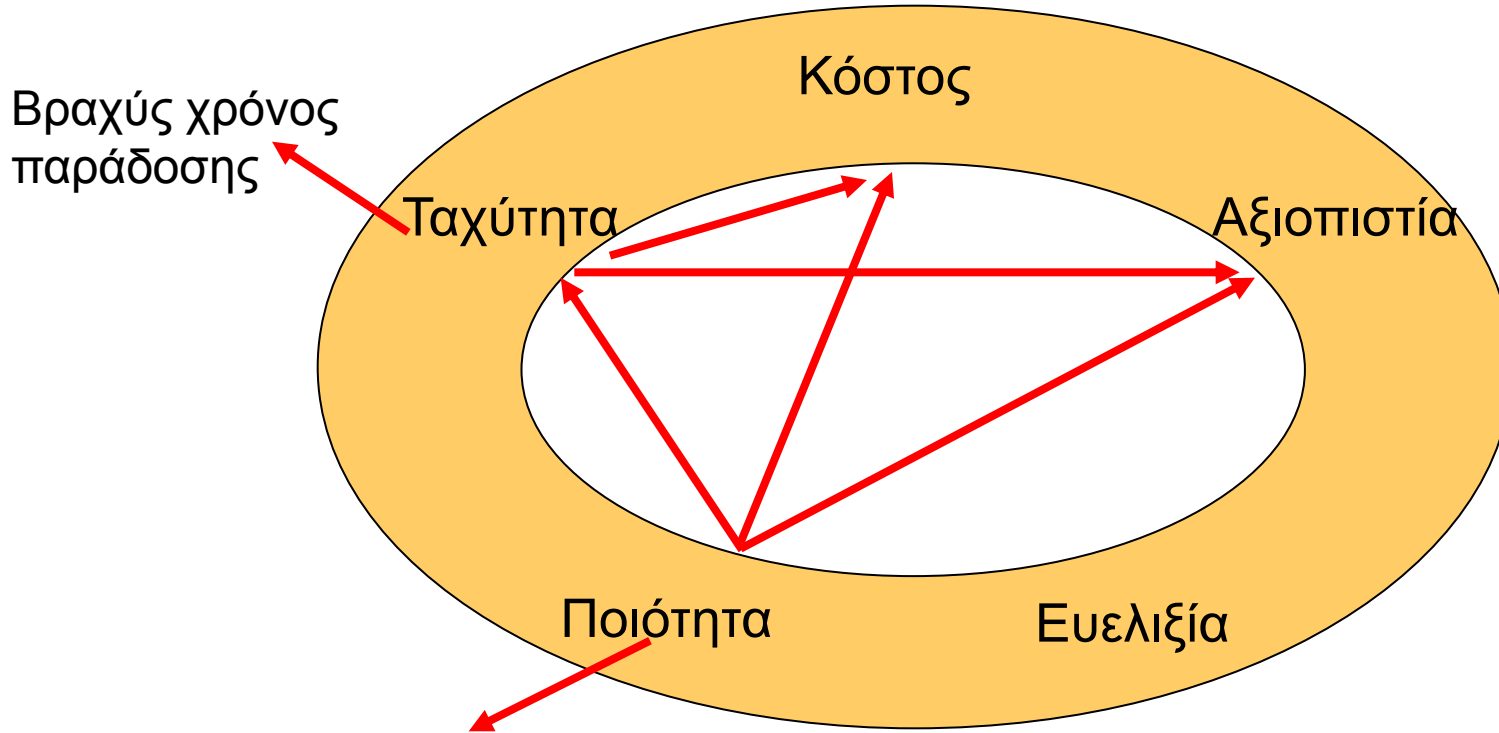 Κόστος
Βραχύς χρόνος
παράδοσης
Ταχύτητα
Αξιοπιστία
Ποιότητα
Ευελιξία